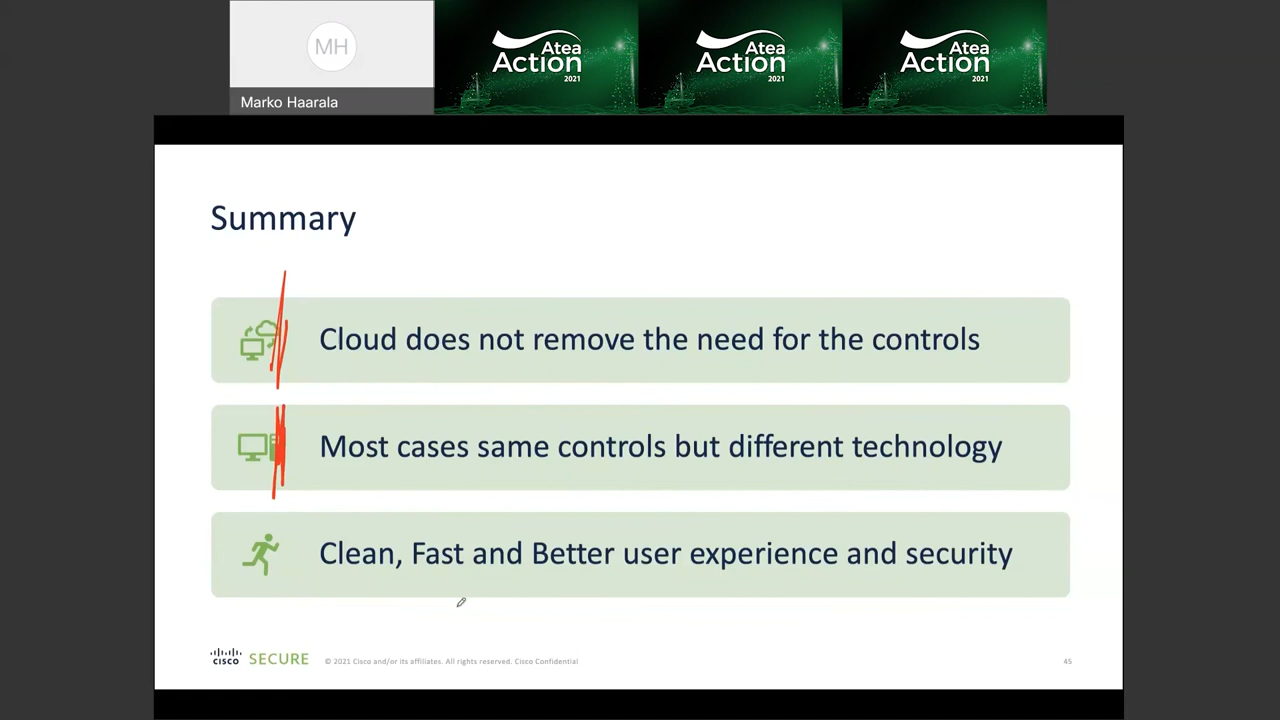 MH
Marko Haarala
Atea
Action
2021
Atea
Action
2021
Atea
Action
2021
Summary
Cloud does not remove the need for the controls
Most cases same controls but different technology
Clean, Fast and Better user experience and security
CISCO SECURE © 2021 Cisco and/or its affiliates. All rights reserved. Cisco Confidential 45